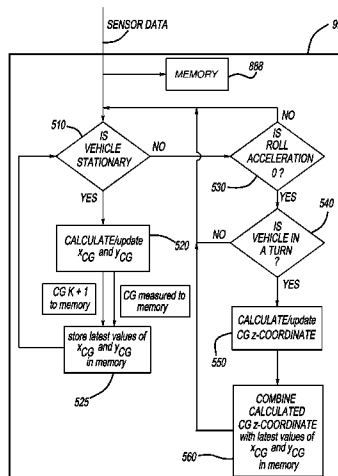 SENSOR DATA
MEMORY
888
510
IS
VEHICLE
STATIONARY
NO
NO
IS
ROLL
ACCELERATION
0 ?
530
YES
YES
540
IS
VEHICLE IN
A TURN
?
NO
CALCULATE/update
xCG and yCG
520
YES
CG K + 1
to memory
CG measured to
memory
CALCULATE/update
CG z-COORDINATE
550
store latest values of
xCG and yCG
in memory
525
COMBINE
CALCULATED
CG z-COORDINATE
with latest values of
xCG and yCG
in memory
560